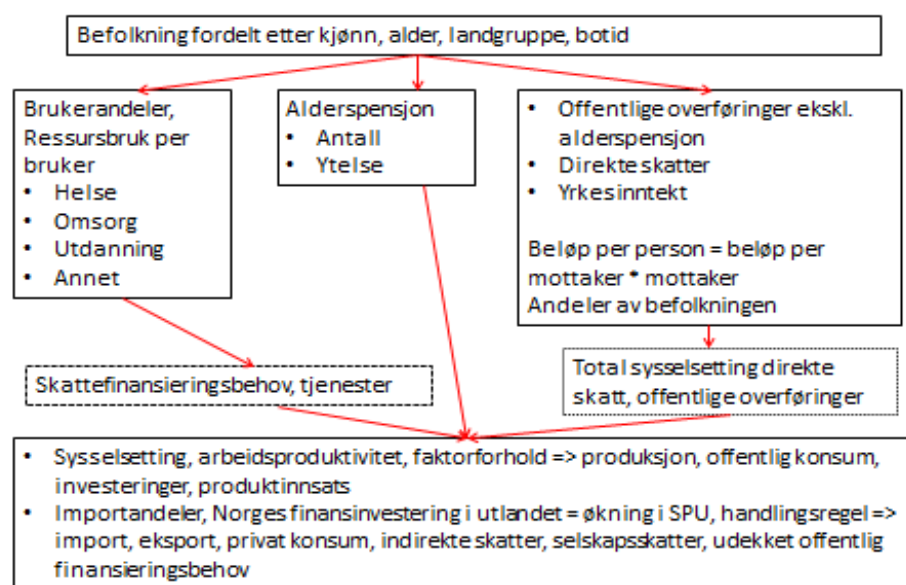 Befolkning fordelt etter kjønn, alder, landgruppe, botid
Brukerandeler,
Ressursbruk per
bruker
• Helse
• Omsorg
• Utdanning
• Annet
Alderspensjon
• Antall
• Ytelse
• Offentlige overføringer ekskl.
alderspensjon
• Direkte skatter
• Yrkesinntekt
Beløp per person = beløp per
mottaker * mottaker
Andeler av befolkningen
Skattefinansieringsbehov, tjenester
Total sysselsetting direkte
skatt, offentlige overføringer
• Sysselsetting, arbeidsproduktivitet, faktorforhold => produksjon, offentlig konsum,
investeringer, produktinnsats
• Importandeler, Norges finansinvestering i utlandet = økning i SPU, handlingsregel =>
import, eksport, privat konsum, indirekte skatter, selskapsskatter, udekket offentlig
finansieringsbehov